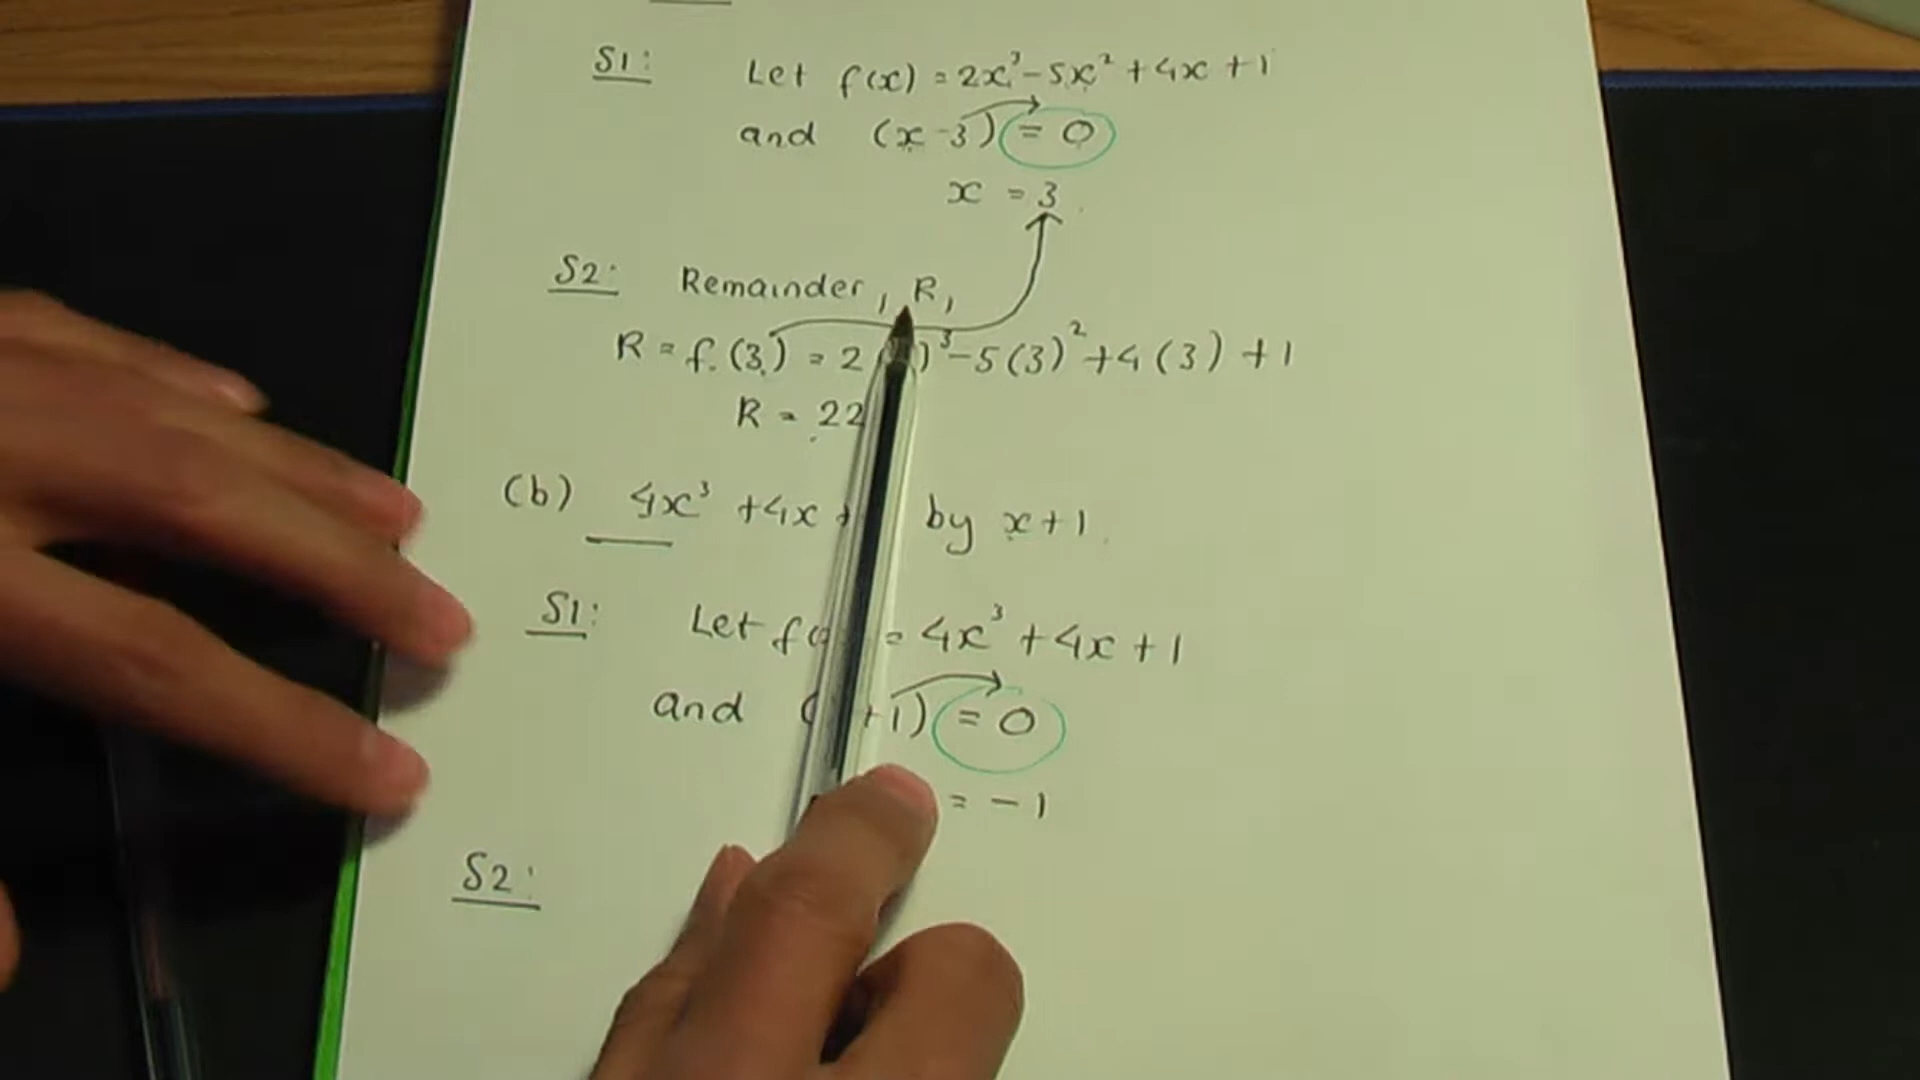 S1: Let f(x) = 2x³ - 5x² + 4x + 1
and (x - 3) = 0
x = 3
S2: Remainder, R,
R = f(3) = 2( )³ - 5(3)² + 4(3) + 1
R = 22
(b) 4x³ + 4x + by x + 1
S1: Let f( = 4x³ + 4x + 1
and ( + 1) = 0
= -1
S2: